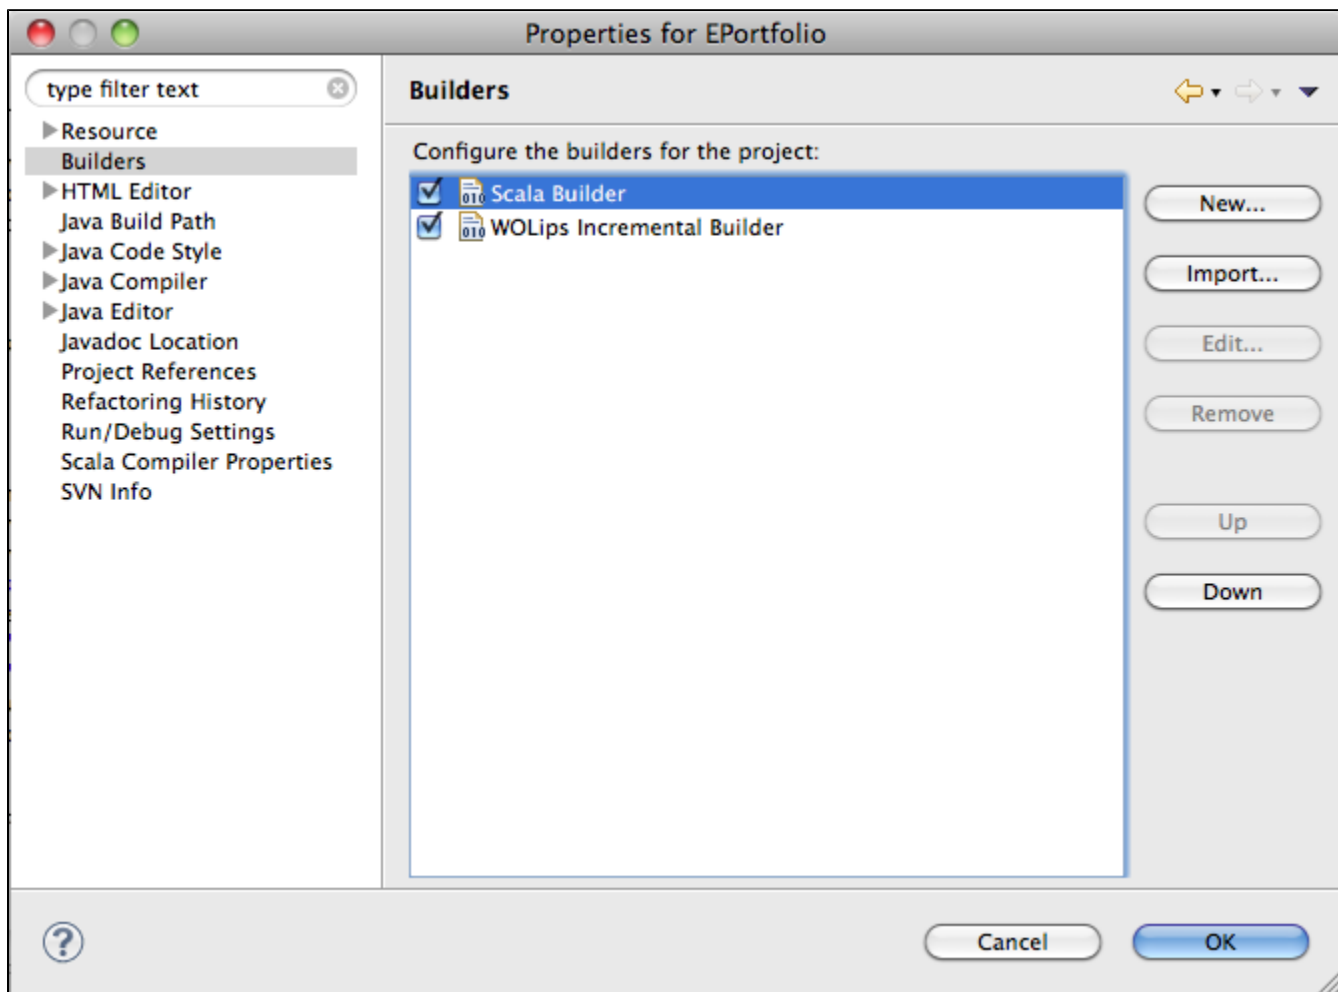 Properties for EPortfolio
type filter text
Resource
Builders
HTML Editor
Java Build Path
Java Code Style
Java Compiler
Java Editor
Javadoc Location
Project References
Refactoring History
Run/Debug Settings
Scala Compiler Properties
SVN Info
Builders
Configure the builders for the project:
Scala Builder
WOLips Incremental Builder
New...
Import...
Edit...
Remove
Up
Down
Cancel
OK